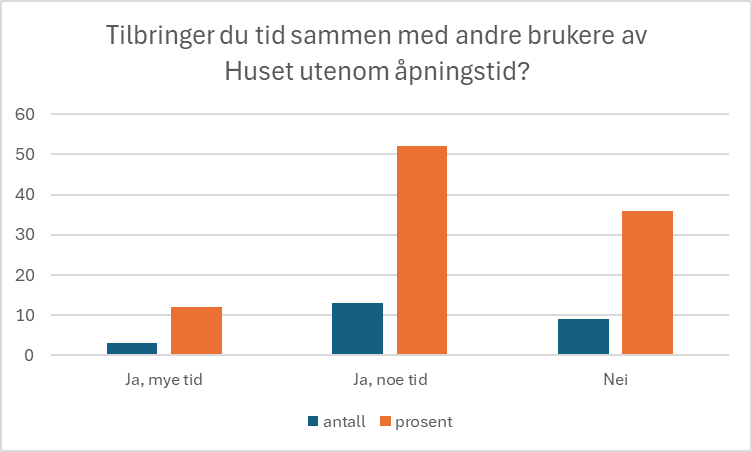 Tilbringer du tid sammen med andre brukere av
Huset utenom åpningstid?
60
50
40
30
20
10
0
Ja, mye tid
Ja, noe tid
Nei
antall
prosent